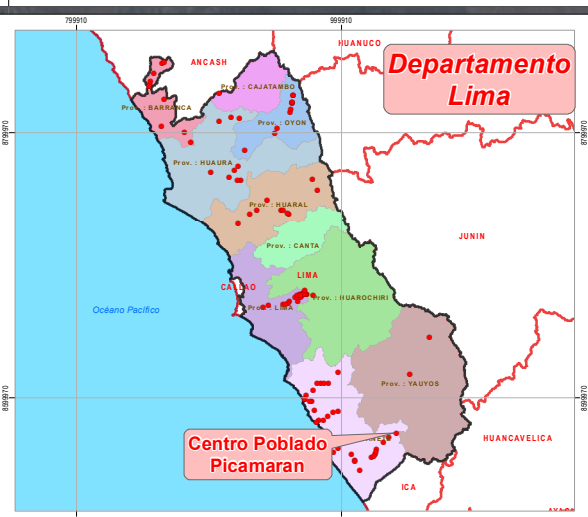 799910
999910
HUANUCO
ANCASH
Departamento
Lima
Prov. : CAJATAMBO
Prov. : BARRANCA
Prov. : OYON
8799970
8799970
Prov. : HUAURA
Prov. : HUARAL
JUNIN
Prov. : CANTA
LIMA
CALLAO
Prov. : HUAROCHIRI
Océano Pacífico
Prov. : LIMA
Prov. : YAUYOS
8599970
8599970
Centro Poblado
Picamaran
HUANCAVELICA
ICA